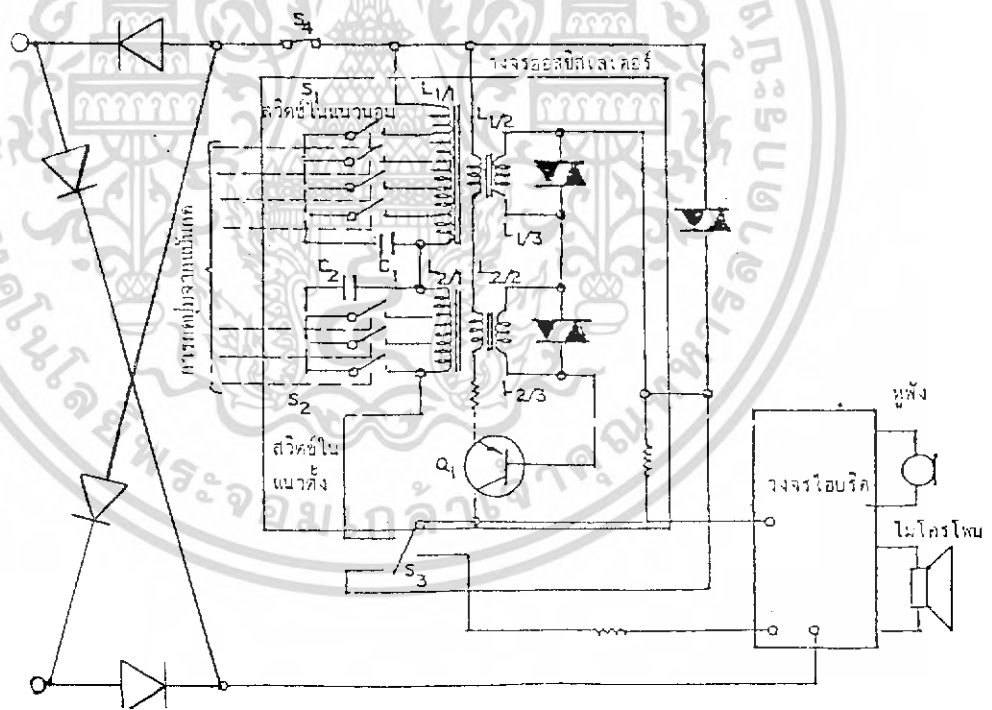 S4
วงจรออสซิลเลเตอร์
S1
L1/1
สวิตซ์ในแนวนอน
L1/2
L1/3
C1
C2
L2/1
L2/2
L2/3
S2
สวิตซ์ใน
แนวตั้ง
Q1
S3
หูฟัง
วงจรไฮบริด
ไมโครโฟน